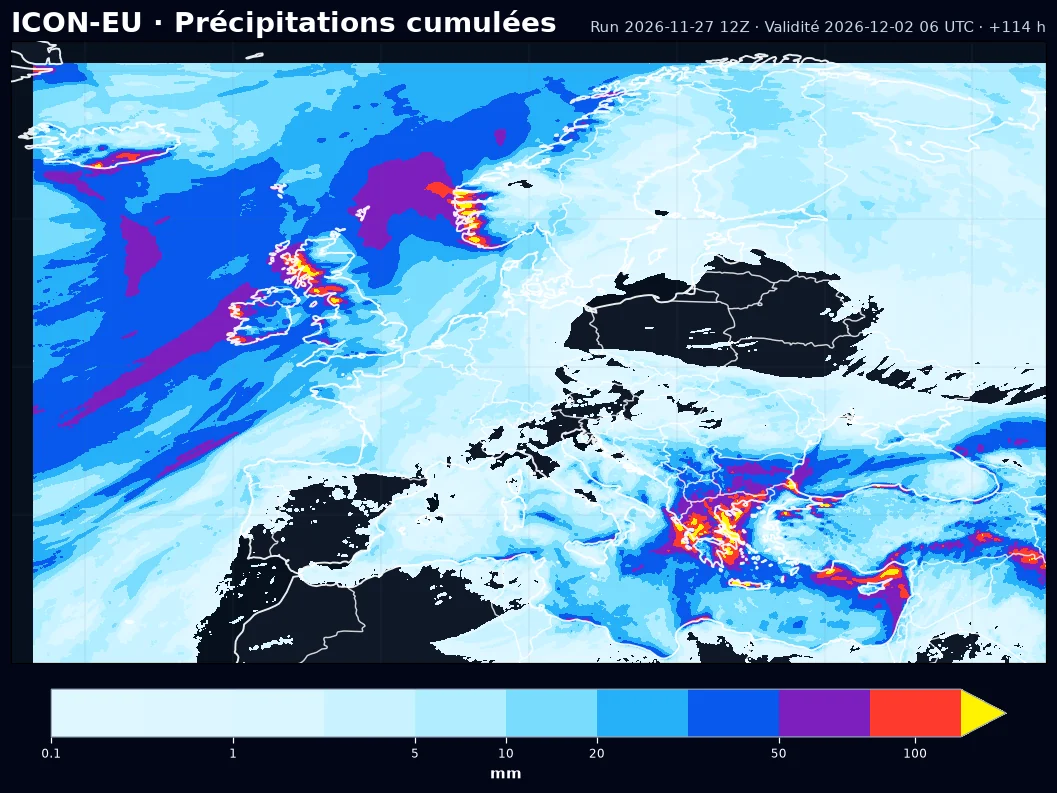 ICON-EU · Précipitations cumulées
Run 2026-11-27 12Z · Validité 2026-12-02 06 UTC · +114 h
0.1 1 5 10 20 50 100
mm